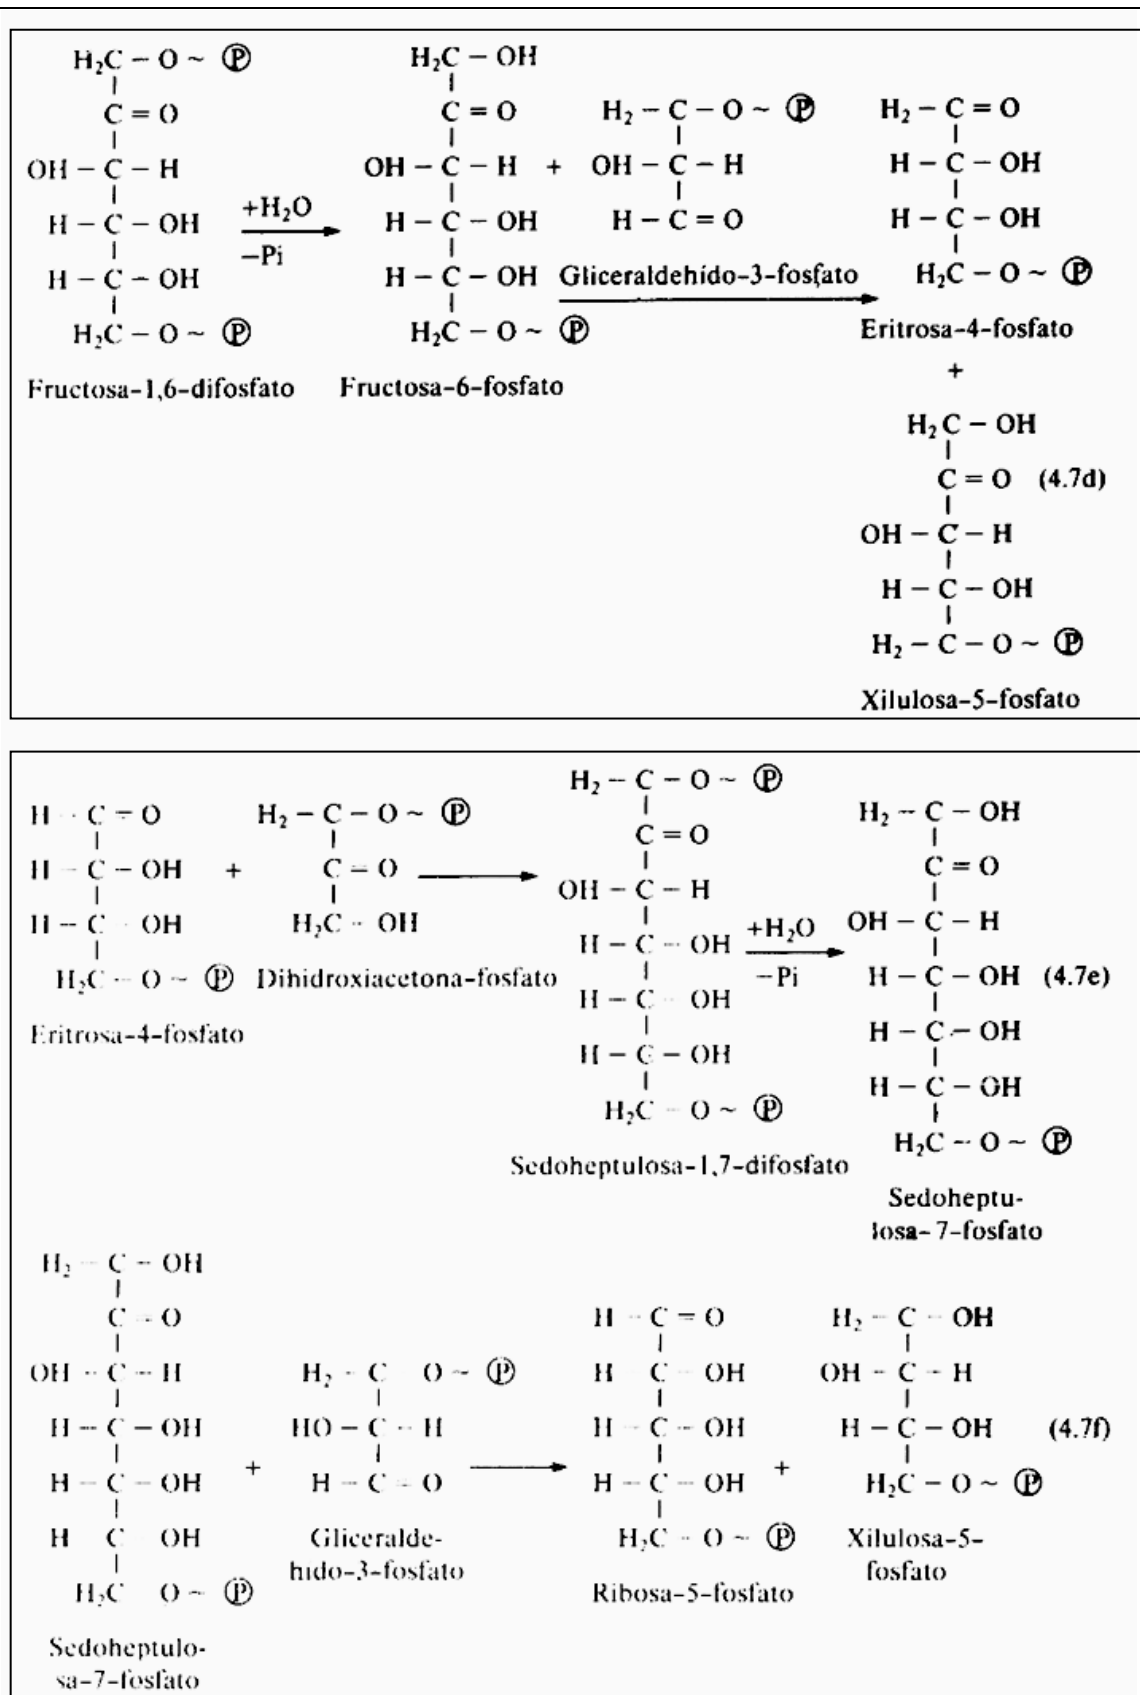 H₂C – O ~ Ⓟ
C = O
OH – C – H
H – C – OH
H – C – OH
H₂C – O ~ Ⓟ
Fructosa-1,6-difosfato
+H₂O
–Pi
H₂C – OH
C = O
OH – C – H
H – C – OH
H – C – OH
H₂C – O ~ Ⓟ
Fructosa-6-fosfato
+
H₂ – C – O ~ Ⓟ
OH – C – H
H – C = O
Gliceraldehído-3-fosfato
H₂ – C = O
H – C – OH
H – C – OH
H₂C – O ~ Ⓟ
Eritrosa-4-fosfato
+
H₂C – OH
C = O (4.7d)
OH – C – H
H – C – OH
H₂ – C – O ~ Ⓟ
Xilulosa-5-fosfato
H – C = O
H – C – OH
H – C – OH
H₂C – O ~ Ⓟ
Eritrosa-4-fosfato
+
H₂ – C – O ~ Ⓟ
C = O
H₂C – OH
Dihidroxiacetona-fosfato
H₂ – C – O ~ Ⓟ
C = O
OH – C – H
H – C – OH
H – C – OH
H – C – OH
H₂C – O ~ Ⓟ
Sedoheptulosa-1,7-difosfato
+H₂O
–Pi
H₂ – C – OH
C = O
OH – C – H
H – C – OH (4.7e)
H – C – OH
H – C – OH
H₂C – O ~ Ⓟ
Sedoheptu-
losa-7-fosfato
H₂ – C – OH
C – O
OH – C – H
H – C – OH
H – C – OH
H C OH
H₂C O ~ Ⓟ
Sedoheptulo-
sa-7-fosfato
+
H₂ – C O ~ Ⓟ
HO – C – H
H – C = O
Gliceralde-
hido-3-fosfato
H – C = O
H C – OH
H – C – OH
H – C – OH
H₂C – O ~ Ⓟ
Ribosa-5-fosfato
+
H₂ – C – OH
OH – C – H
H – C – OH (4.7f)
H₂C – O ~ Ⓟ
Xilulosa-5-
fosfato